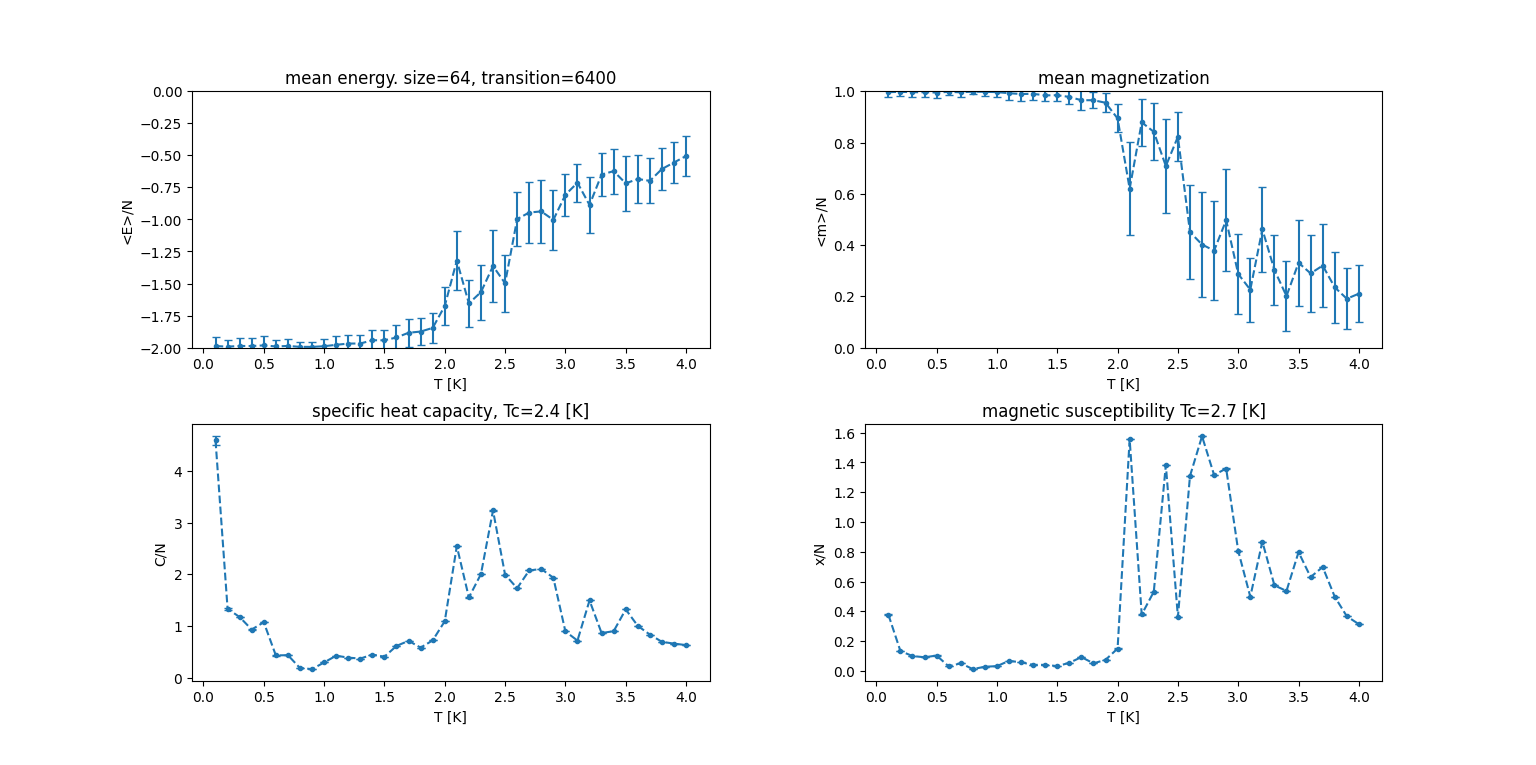 mean energy. size=64, transition=6400
0.00
−0.25
−0.50
−0.75
−1.00
−1.25
−1.50
−1.75
−2.00
<E>/N
0.0 0.5 1.0 1.5 2.0 2.5 3.0 3.5 4.0
T [K]
mean magnetization
1.0
0.8
0.6
0.4
0.2
0.0
<m>/N
0.0 0.5 1.0 1.5 2.0 2.5 3.0 3.5 4.0
T [K]
specific heat capacity, Tc=2.4 [K]
4
3
2
1
0
C/N
0.0 0.5 1.0 1.5 2.0 2.5 3.0 3.5 4.0
T [K]
magnetic susceptibility Tc=2.7 [K]
1.6
1.4
1.2
1.0
0.8
0.6
0.4
0.2
0.0
x/N
0.0 0.5 1.0 1.5 2.0 2.5 3.0 3.5 4.0
T [K]